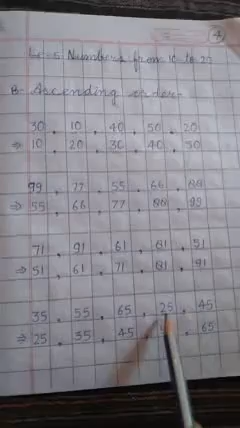 4
L:-5 Numbers from 10 to 99
B- Ascending order-
30, 10, 40, 50, 20
⇒ 10, 20, 30, 40, 50
99, 77, 55, 66, 88
⇒ 55, 66, 77, 88, 99
71, 91, 61, 81, 51
⇒ 51, 61, 71, 81, 91
35, 55, 65, 25, 45
⇒ 25, 35, 45, 65